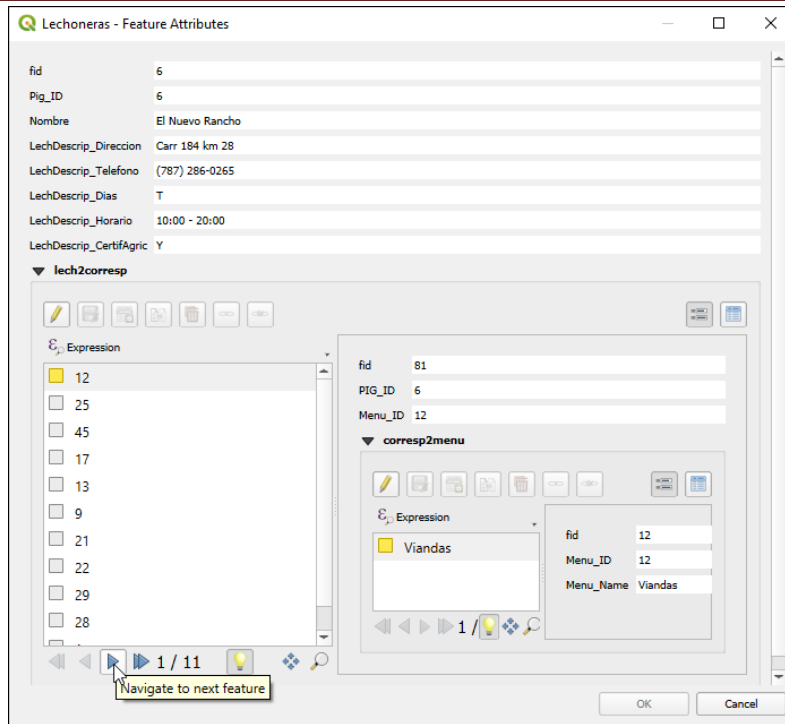 Lechoneras - Feature Attributes
fid 6
Pig_ID 6
Nombre El Nuevo Rancho
LechDescrip_Direccion Carr 184 km 28
LechDescrip_Telefono (787) 286-0265
LechDescrip_Dias T
LechDescrip_Horario 10:00 - 20:00
LechDescrip_CertifAgric Y
lech2corresp
Expression
12
25
45
17
13
9
21
22
29
28
1 / 11
Navigate to next feature
fid 81
PIG_ID 6
Menu_ID 12
corresp2menu
Expression
Viandas
1 /
fid 12
Menu_ID 12
Menu_Name Viandas
OK Cancel